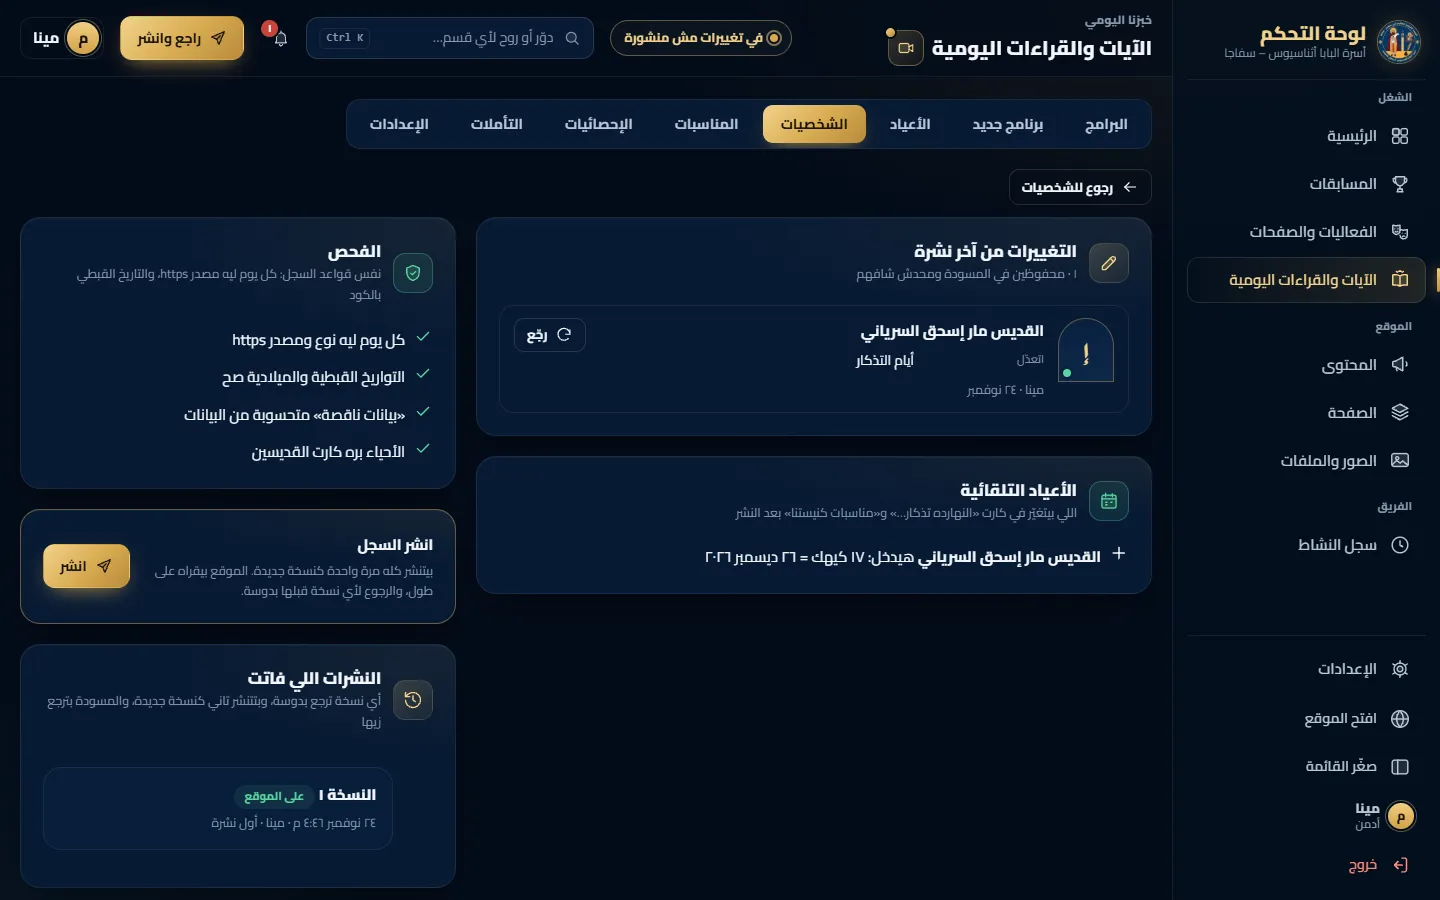 لوحة التحكم
أسرة البابا أثناسيوس – سفاجا
الشغل
الرئيسية
المسابقات
الفعاليات والصفحات
الآيات والقراءات اليومية
الموقع
المحتوى
الصفحة
الصور والملفات
الفريق
سجل النشاط
الإعدادات
افتح الموقع
صغّر القائمة
م
مينا
أدمن
خروج
خبزنا اليومي
الآيات والقراءات اليومية
في تغييرات مش منشورة
دوّر أو روح لأي قسم...
Ctrl K
١
راجع وانشر
م
مينا
البرامج
برنامج جديد
الأعياد
الشخصيات
المناسبات
الإحصائيات
التأملات
الإعدادات
رجوع للشخصيات
التغييرات من آخر نشرة
١ · محفوظين في المسودة ومحدش شافهم
إ
القديس مار إسحق السرياني
اتعدّل
أيام التذكار
مينا · ٢٤ نوفمبر
رجّع
الأعياد التلقائية
اللي بيتغيّر في كارت «النهارده تذكار...» و«مناسبات كنيستنا» بعد النشر
القديس مار إسحق السرياني هيدخل: ١٧ كيهك = ٢٦ ديسمبر ٢٠٢٦
الفحص
نفس قواعد السجل: كل يوم ليه مصدر https، والتاريخ القبطي
بالكود
كل يوم ليه نوع ومصدر https
التواريخ القبطية والميلادية صح
«بيانات ناقصة» متحسوبة من البيانات
الأحياء بره كارت القديسين
انشر السجل
بيتنشر كله مرة واحدة كنسخة جديدة. الموقع بيقراه على
طول، والرجوع لأي نسخة قبلها بدوسة.
انشر
النشرات اللي فاتت
أي نسخة ترجع بدوسة، وبتتنشر تاني كنسخة جديدة، والمسودة بترجع
زيها
النسخة ١
على الموقع
٢٤ نوفمبر ٤:٤٦ م · مينا · أول نشرة